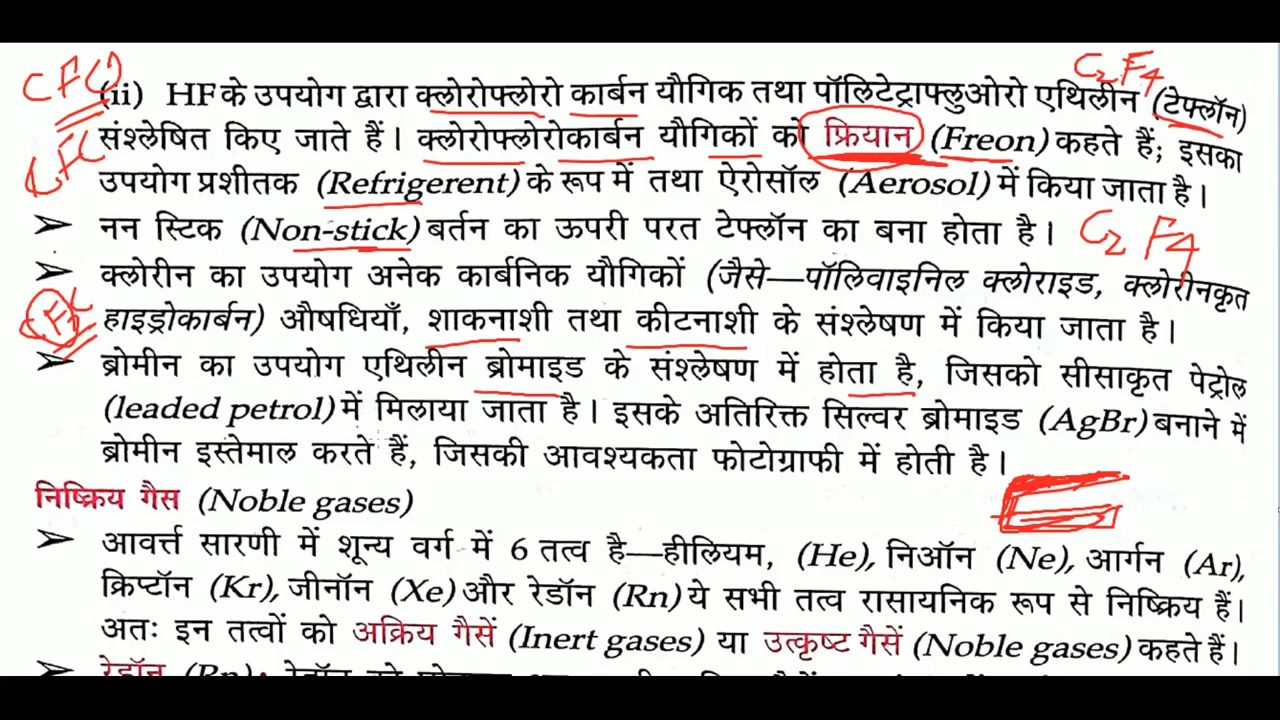 C2F4
CFC
(ii) HF के उपयोग द्वारा क्लोरोफ्लोरो कार्बन यौगिक तथा पॉलिटेट्राफ्लुओरो एथिलीन (टेफ्लॉन)
संश्लेषित किए जाते हैं। क्लोरोफ्लोरोकार्बन यौगिकों को फ्रियान (Freon) कहते हैं; इसका
CFC
उपयोग प्रशीतक (Refrigerent) के रूप में तथा ऐरोसॉल (Aerosol) में किया जाता है।
➤ नन स्टिक (Non-stick) बर्तन का ऊपरी परत टेफ्लॉन का बना होता है। C2F4
➤ क्लोरीन का उपयोग अनेक कार्बनिक यौगिकों (जैसे—पॉलिवाइनिल क्लोराइड, क्लोरीनकृत
हाइड्रोकार्बन) औषधियाँ, शाकनाशी तथा कीटनाशी के संश्लेषण में किया जाता है।
➤ ब्रोमीन का उपयोग एथिलीन ब्रोमाइड के संश्लेषण में होता है, जिसको सीसाकृत पेट्रोल
(leaded petrol) में मिलाया जाता है। इसके अतिरिक्त सिल्वर ब्रोमाइड (AgBr) बनाने में
ब्रोमीन इस्तेमाल करते हैं, जिसकी आवश्यकता फोटोग्राफी में होती है।
निष्क्रिय गैस (Noble gases)
➤ आवर्त्त सारणी में शून्य वर्ग में 6 तत्व है—हीलियम, (He), निऑन (Ne), आर्गन (Ar),
क्रिप्टॉन (Kr), जीनॉन (Xe) और रेडॉन (Rn) ये सभी तत्व रासायनिक रूप से निष्क्रिय हैं।
अतः इन तत्वों को अक्रिय गैसें (Inert gases) या उत्कृष्ट गैसें (Noble gases) कहते हैं।
➤ रेडॉन (Rn):